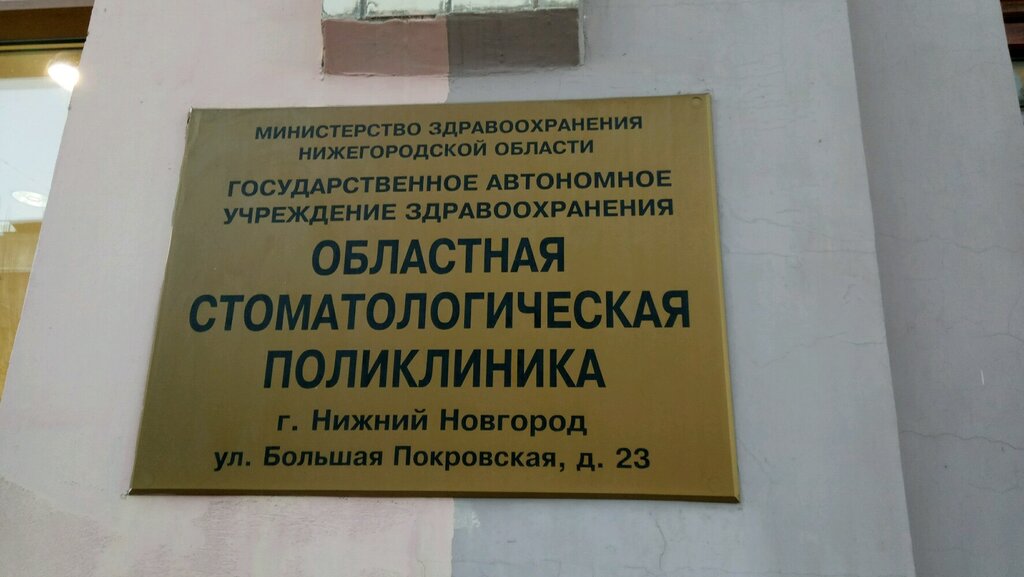 МИНИСТЕРСТВО ЗДРАВООХРАНЕНИЯ
НИЖЕГОРОДСКОЙ ОБЛАСТИ
ГОСУДАРСТВЕННОЕ АВТОНОМНОЕ
УЧРЕЖДЕНИЕ ЗДРАВООХРАНЕНИЯ
ОБЛАСТНАЯ
СТОМАТОЛОГИЧЕСКАЯ
ПОЛИКЛИНИКА
г. Нижний Новгород
ул. Большая Покровская, д. 23